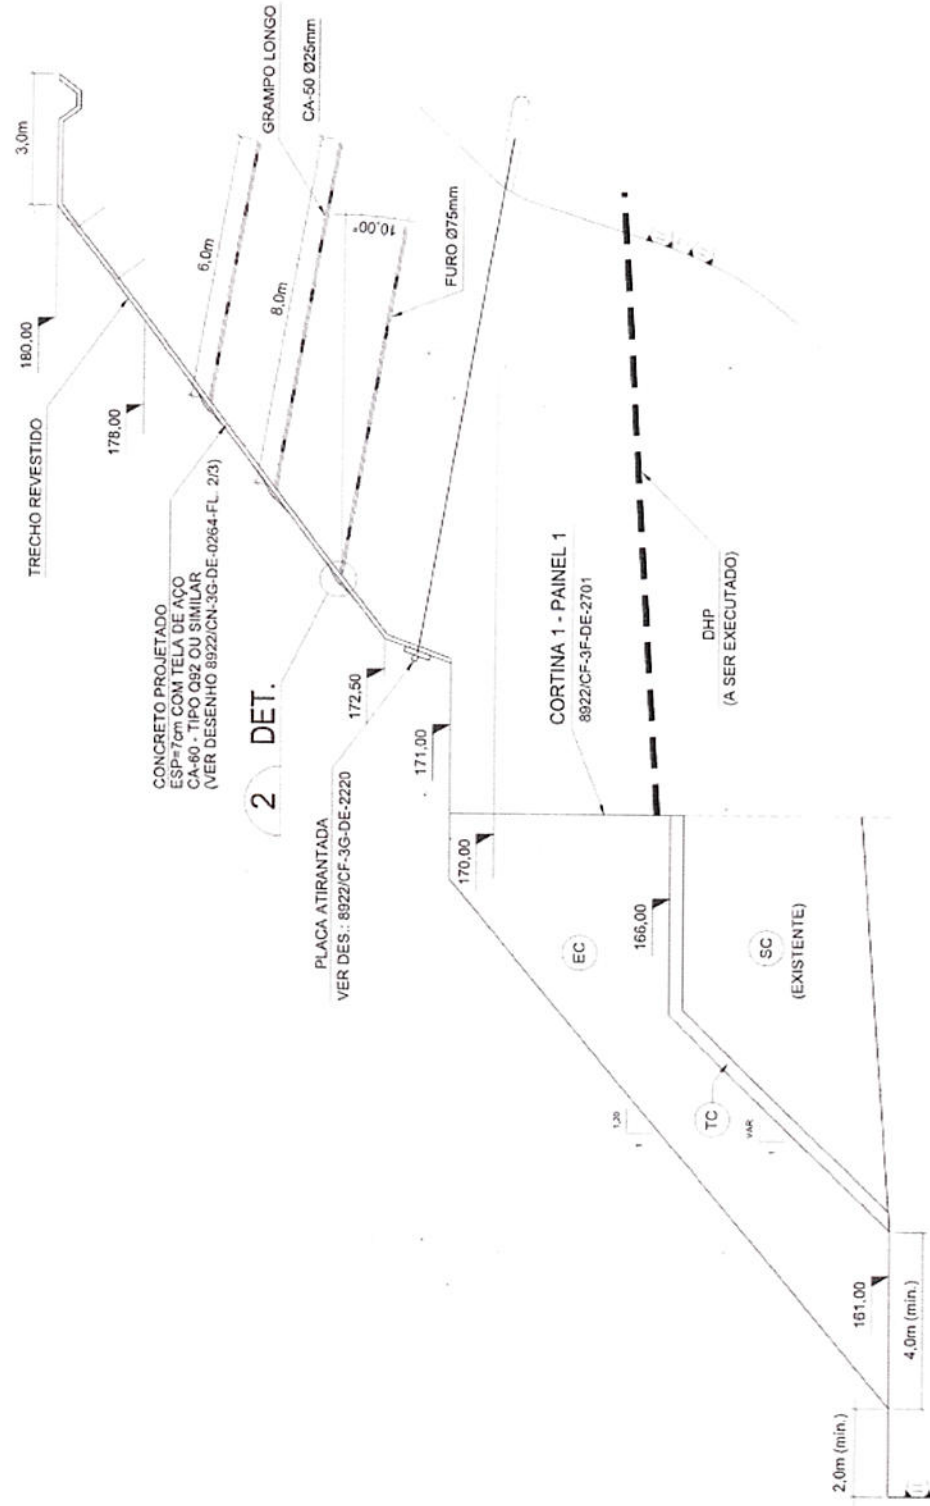 3,0m
180,00
TRECHO REVESTIDO
178,00
6,0m
GRAMPO LONGO
CA-50 Ø25mm
8,0m
10,00°
FURO Ø75mm
CONCRETO PROJETADO
ESP=7cm COM TELA DE AÇO
CA-60 - TIPO Q92 OU SIMILAR
(VER DESENHO 8922/CN-3G-DE-0264-FL. 2/3)
2 DET.
172,50
PLACA ATIRANTADA
VER DES.: 8922/CF-3G-DE-2220
171,00
170,00
CORTINA 1 - PAINEL 1
8922/CF-3F-DE-2701
DHP
(A SER EXECUTADO)
EC
166,00
SC
(EXISTENTE)
TC
1,20
1
VAR
1
161,00
4,0m (min.)
2,0m (min.)